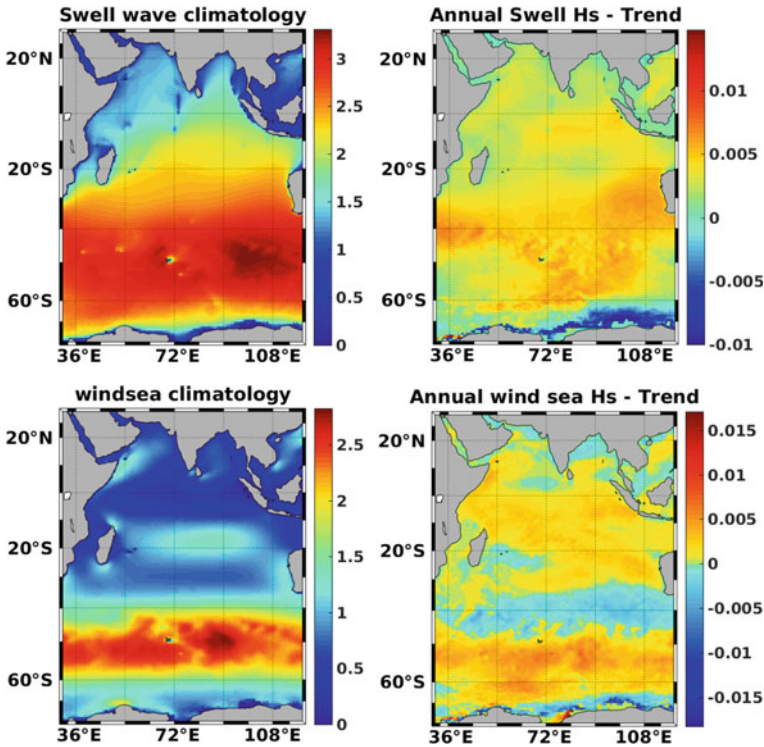 Swell wave climatology
20°N
20°S
60°S
36°E 72°E 108°E
3
2.5
2
1.5
1
0.5
0
Annual Swell Hs - Trend
20°N
20°S
60°S
36°E 72°E 108°E
0.01
0.005
0
-0.005
-0.01
windsea climatology
20°N
20°S
60°S
36°E 72°E 108°E
2.5
2
1.5
1
0.5
0
Annual wind sea Hs - Trend
20°N
20°S
60°S
36°E 72°E 108°E
0.015
0.01
0.005
0
-0.005
-0.01
-0.015